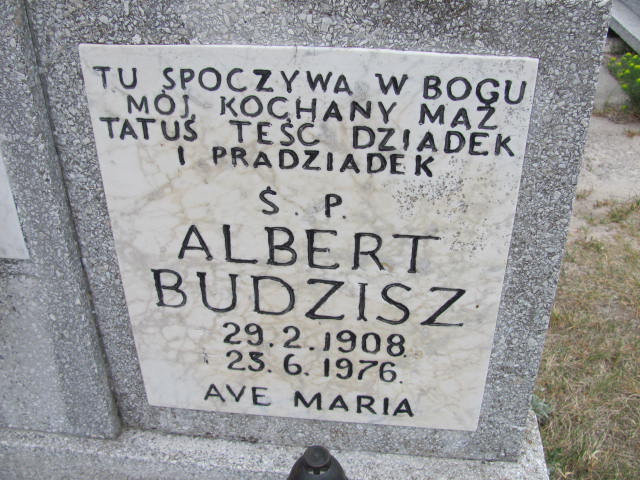 TU SPOCZYWA W BOGU
MÓJ KOCHANY MĄŻ
TATUŚ TEŚĆ DZIADEK
I PRADZIADEK
Ś. P.
ALBERT
BUDZISZ
29.2.1908.
23.6.1976.
AVE MARIA